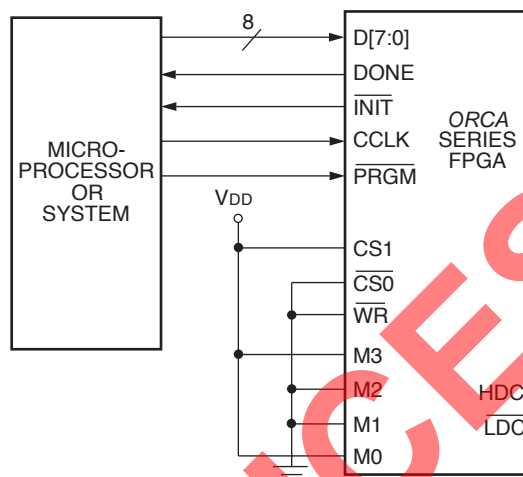 8
D[7:0]
DONE
INIT
CCLK
PRGM
MICRO-
PROCESSOR
OR
SYSTEM
ORCA
SERIES
FPGA
VDD
CS1
CS0
WR
M3
M2
M1
M0
HDC
LDC
CES